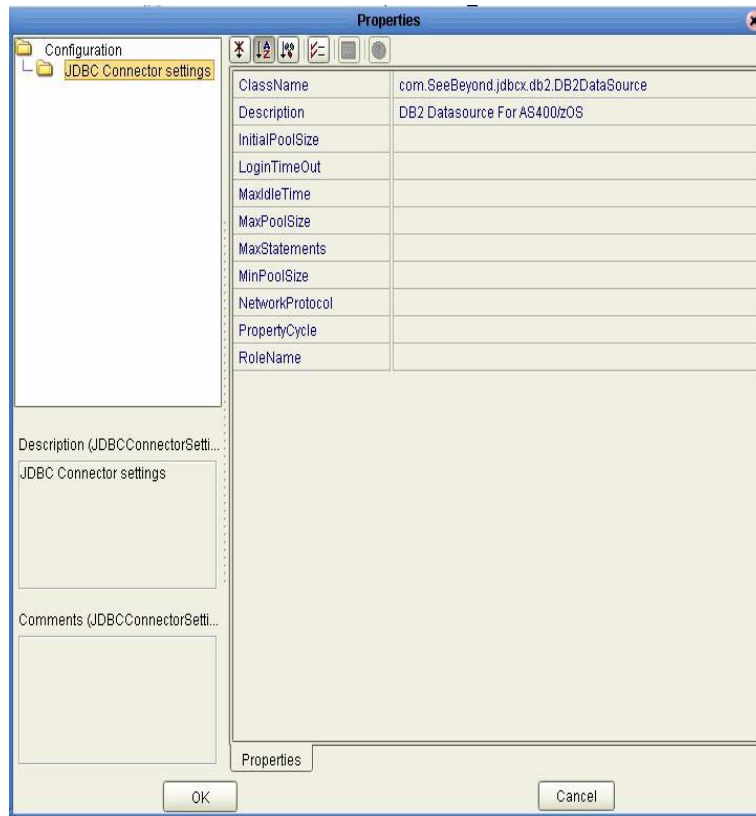 Properties
Configuration
JDBC Connector settings
ClassName com.SeeBeyond.jdbcx.db2.DB2DataSource
Description DB2 Datasource For AS400/zOS
InitialPoolSize
LoginTimeOut
MaxIdleTime
MaxPoolSize
MaxStatements
MinPoolSize
NetworkProtocol
PropertyCycle
RoleName
Description (JDBCConnectorSetti...
JDBC Connector settings
Comments (JDBCConnectorSetti...
Properties
OK Cancel